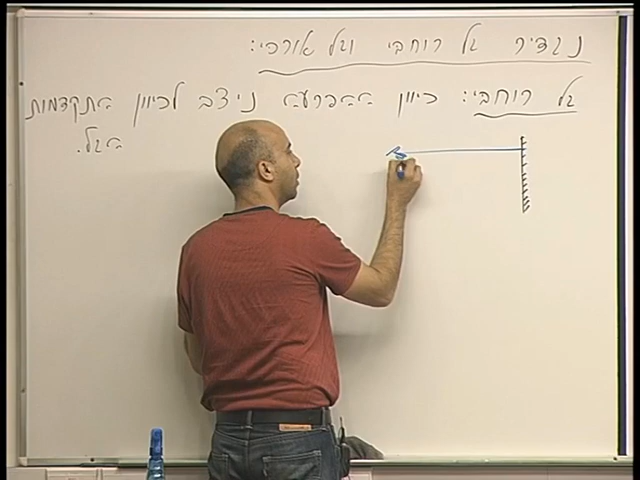 נגדיר גל רוחבי וגל אורכי:
גל רוחבי: כיוון ההפרעה ניצב לכיוון התקדמות
הגל.